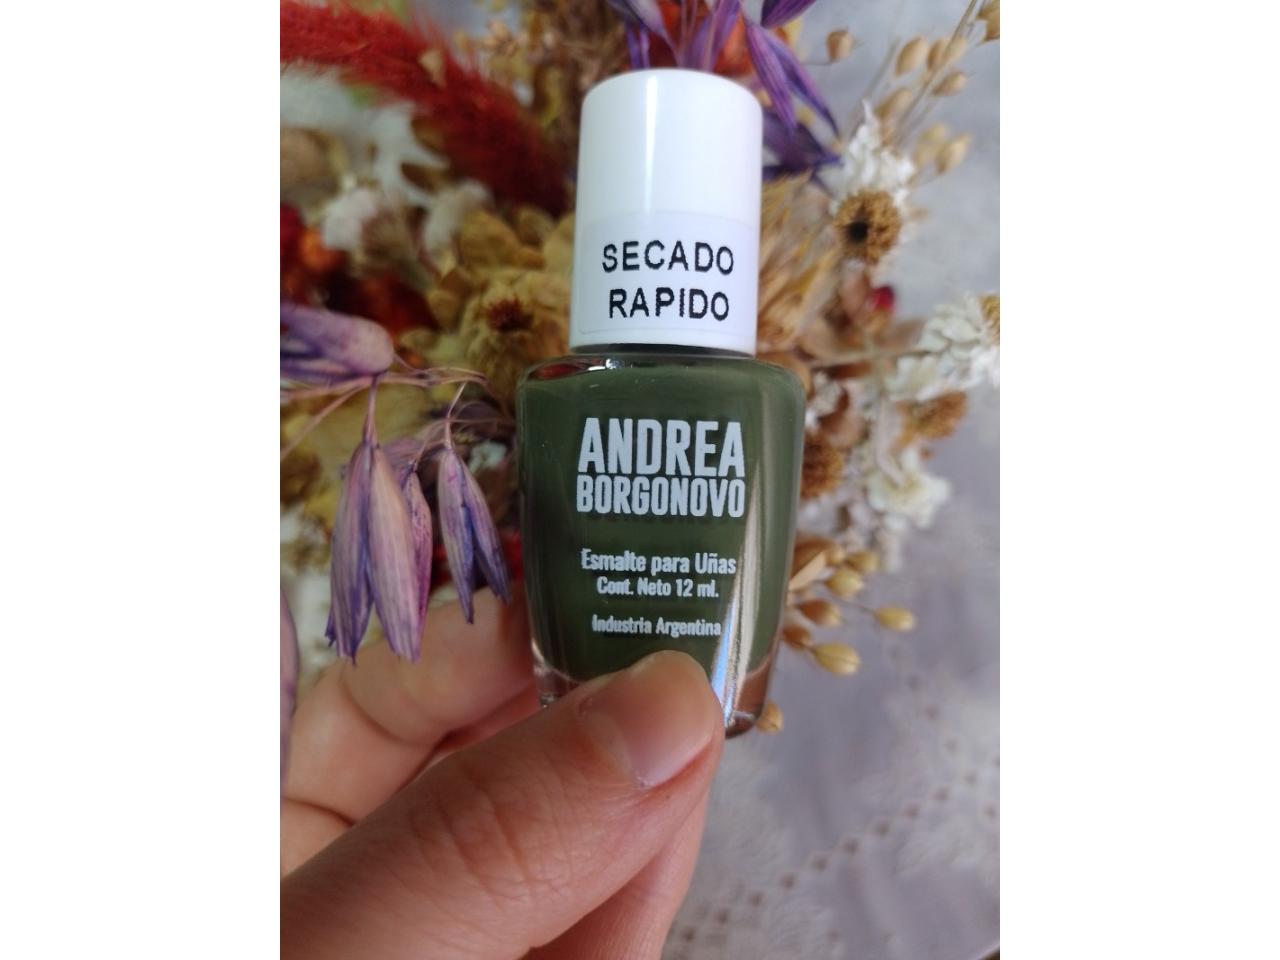 SECADO
RAPIDO
ANDREA
BORGONOVO
Esmalte para Uñas
Cont. Neto 12 ml.
Industria Argentina